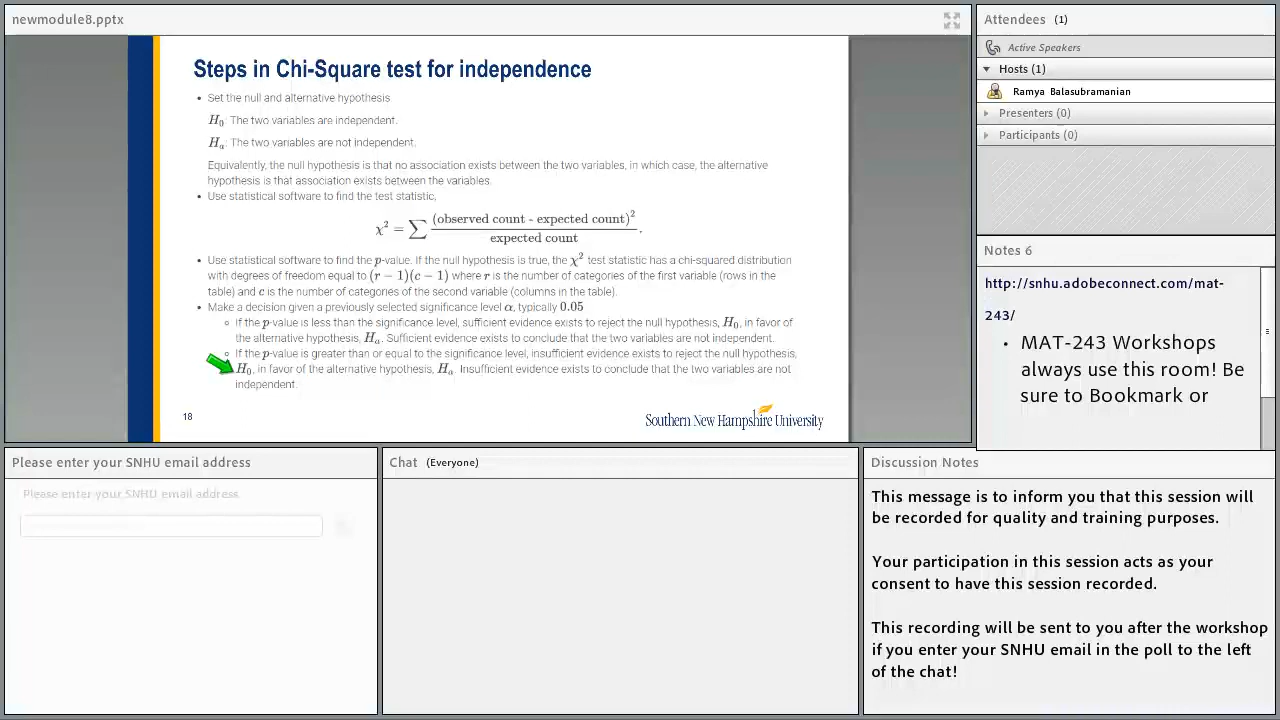 newmodule8.pptx
Steps in Chi-Square test for independence
• Set the null and alternative hypothesis
H0: The two variables are independent.
Ha: The two variables are not independent.
Equivalently, the null hypothesis is that no association exists between the two variables, in which case, the alternative
hypothesis is that association exists between the variables.
• Use statistical software to find the test statistic,
χ² = ∑ (observed count - expected count)² / expected count.
• Use statistical software to find the p-value. If the null hypothesis is true, the χ² test statistic has a chi-squared distribution
with degrees of freedom equal to (r − 1)(c − 1) where r is the number of categories of the first variable (rows in the
table) and c is the number of categories of the second variable (columns in the table).
• Make a decision given a previously selected significance level α, typically 0.05
○ If the p-value is less than the significance level, sufficient evidence exists to reject the null hypothesis, H0, in favor of
the alternative hypothesis, Ha. Sufficient evidence exists to conclude that the two variables are not independent.
○ If the p-value is greater than or equal to the significance level, insufficient evidence exists to reject the null hypothesis,
H0, in favor of the alternative hypothesis, Ha. Insufficient evidence exists to conclude that the two variables are not
independent.
18
Southern New Hampshire University
Attendees (1)
Active Speakers
Hosts (1)
Ramya Balasubramanian
Presenters (0)
Participants (0)
Notes 6
http://snhu.adobeconnect.com/mat-
243/
• MAT-243 Workshops
always use this room! Be
sure to Bookmark or
Please enter your SNHU email address
Please enter your SNHU email address
Chat (Everyone)
Discussion Notes
This message is to inform you that this session will
be recorded for quality and training purposes.
Your participation in this session acts as your
consent to have this session recorded.
This recording will be sent to you after the workshop
if you enter your SNHU email in the poll to the left
of the chat!